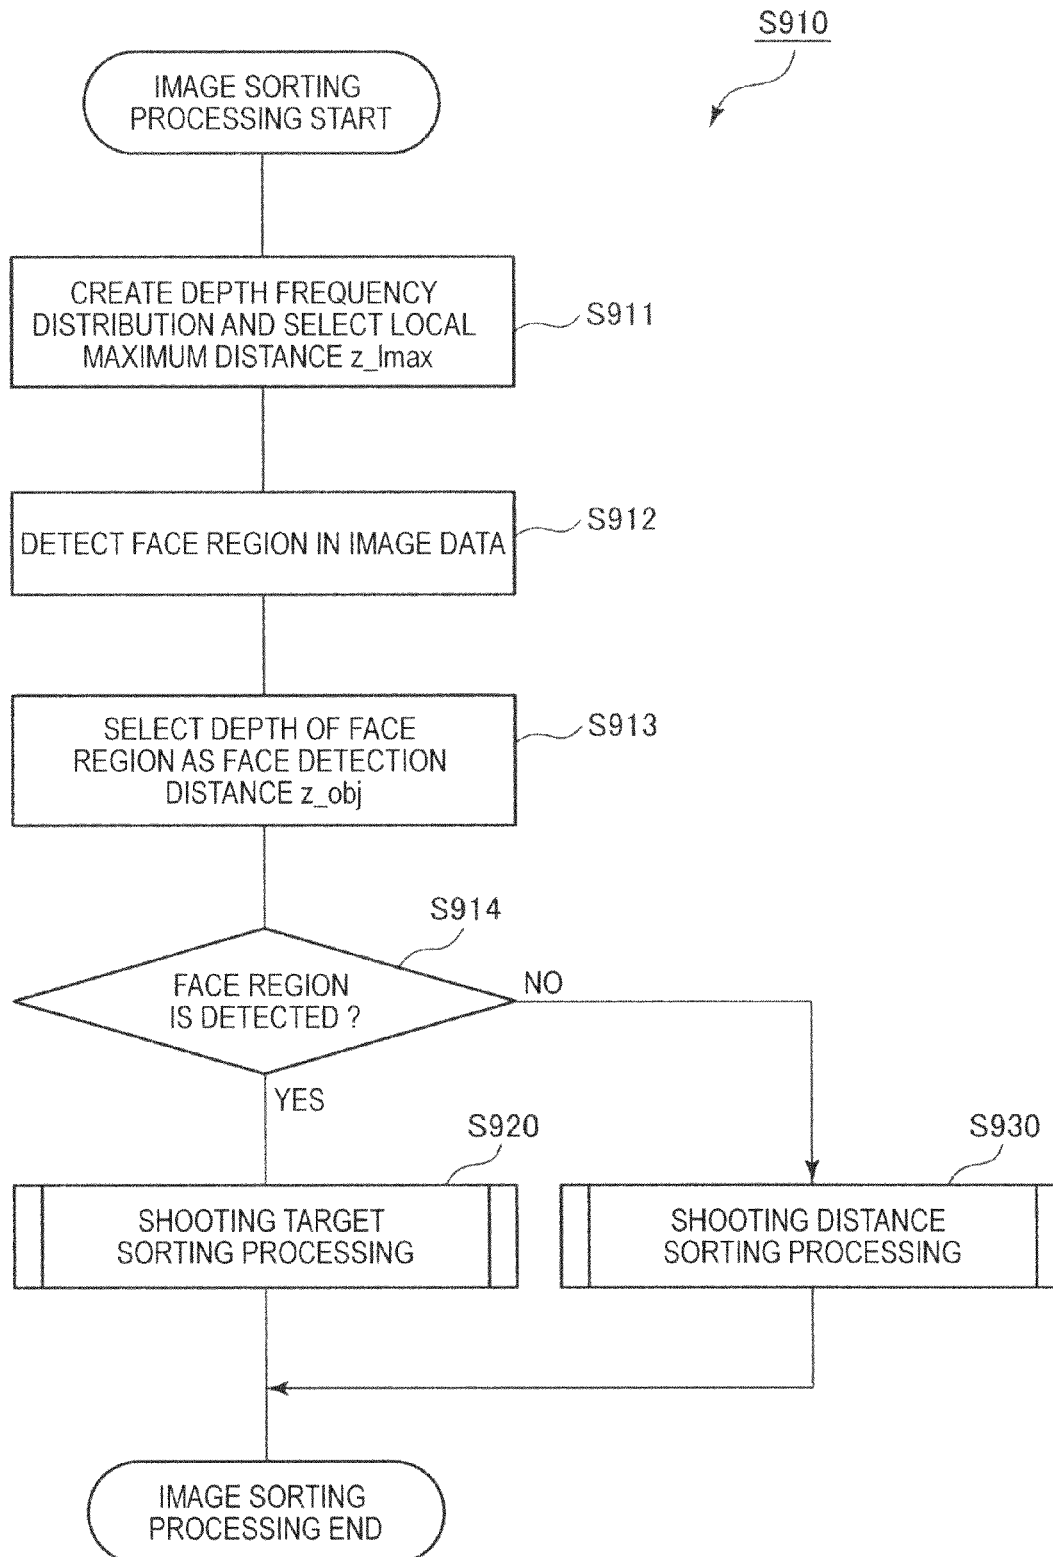 S910
IMAGE SORTING
PROCESSING START
CREATE DEPTH FREQUENCY
DISTRIBUTION AND SELECT LOCAL
MAXIMUM DISTANCE z_lmax
S911
DETECT FACE REGION IN IMAGE DATA
S912
SELECT DEPTH OF FACE
REGION AS FACE DETECTION
DISTANCE z_obj
S913
S914
FACE REGION
IS DETECTED ?
NO
YES
S920
SHOOTING TARGET
SORTING PROCESSING
S930
SHOOTING DISTANCE
SORTING PROCESSING
IMAGE SORTING
PROCESSING END